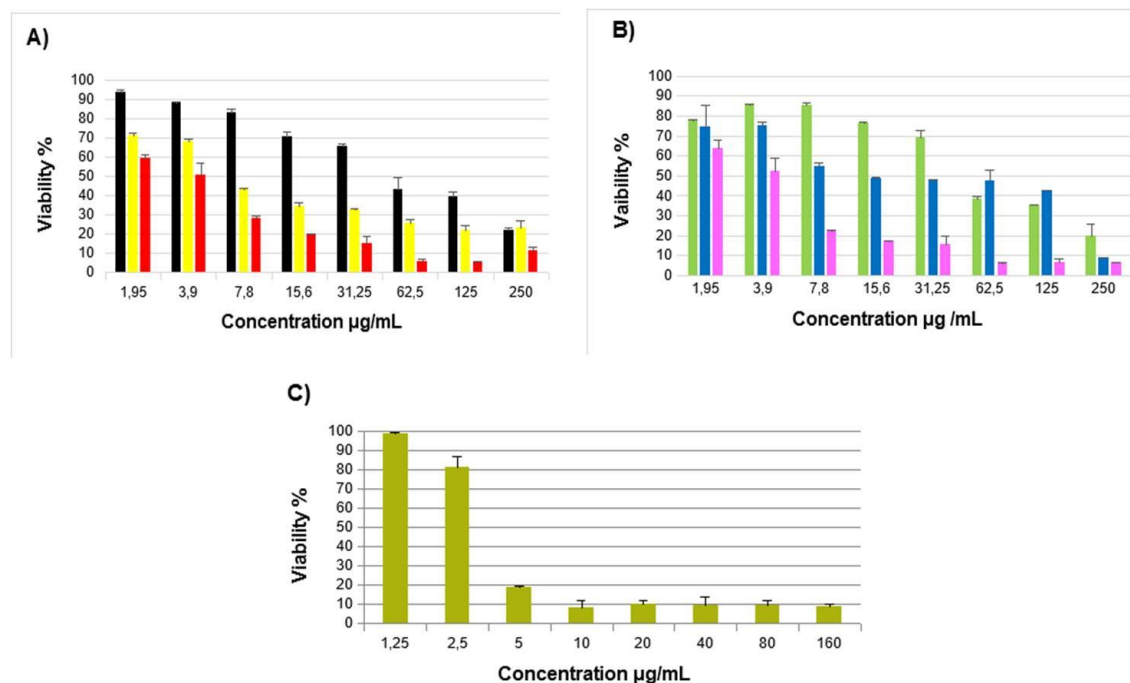 A)
100
90
80
70
60
50
40
30
20
10
0
Viability %
1,95 3,9 7,8 15,6 31,25 62,5 125 250
Concentration µg/mL
B)
100
90
80
70
60
50
40
30
20
10
0
Vaibility %
1,95 3,9 7,8 15,6 31,25 62,5 125 250
Concentration µg /mL
C)
100
90
80
70
60
50
40
30
20
10
0
Viability %
1,25 2,5 5 10 20 40 80 160
Concentration µg/mL